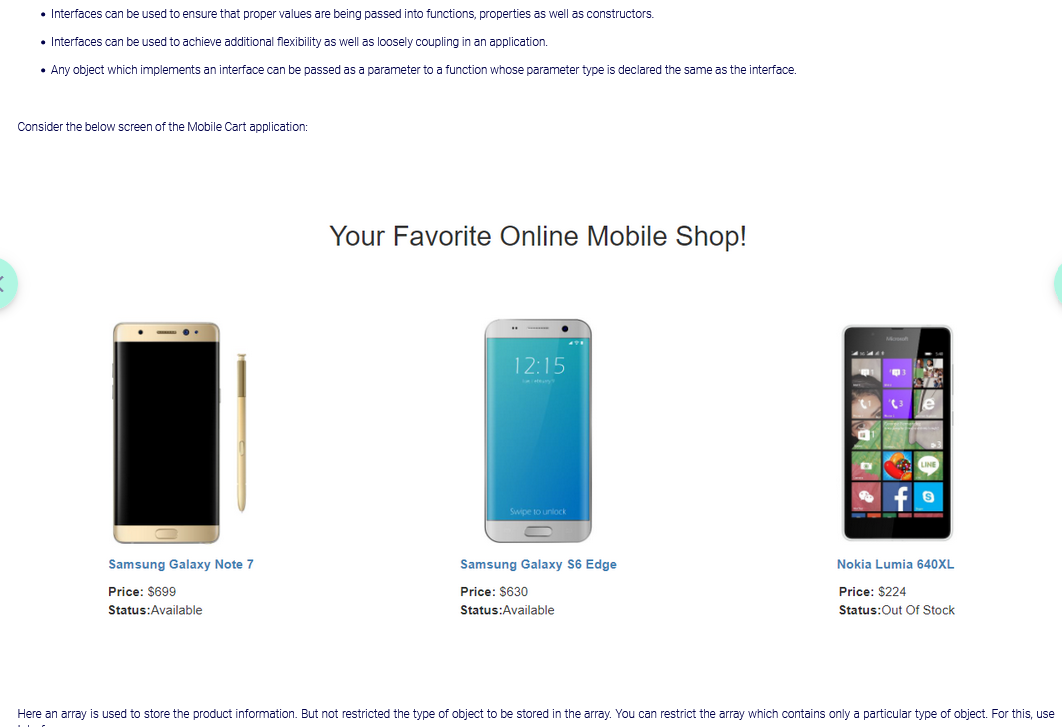 • Interfaces can be used to ensure that proper values are being passed into functions, properties as well as constructors.
• Interfaces can be used to achieve additional flexibility as well as loosely coupling in an application.
• Any object which implements an interface can be passed as a parameter to a function whose parameter type is declared the same as the interface.
Consider the below screen of the Mobile Cart application:
Your Favorite Online Mobile Shop!
12:15
Swipe to unlock
Microsoft
LINE
Samsung Galaxy Note 7
Price: $699
Status:Available
Samsung Galaxy S6 Edge
Price: $630
Status:Available
Nokia Lumia 640XL
Price: $224
Status:Out Of Stock
Here an array is used to store the product information. But not restricted the type of object to be stored in the array. You can restrict the array which contains only a particular type of object. For this, use